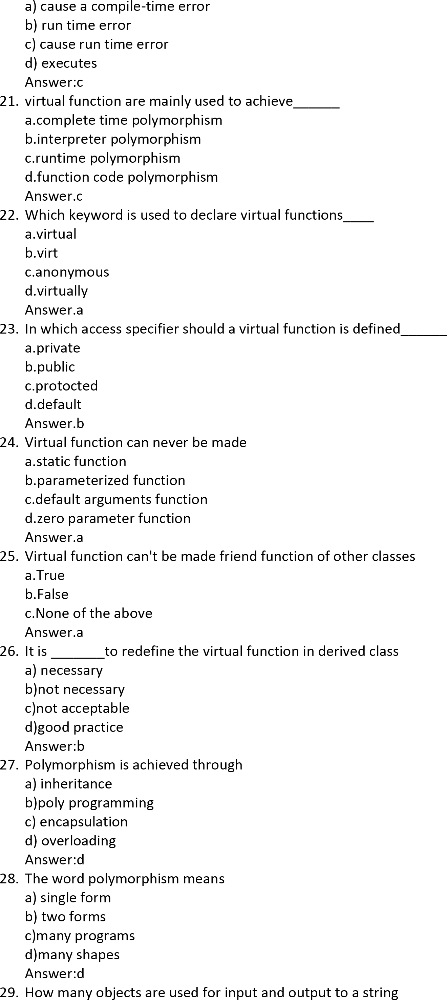 a) cause a compile-time error
b) run time error
c) cause run time error
d) executes
Answer:c
21. virtual function are mainly used to achieve______
a.complete time polymorphism
b.interpreter polymorphism
c.runtime polymorphism
d.function code polymorphism
Answer.c
22. Which keyword is used to declare virtual functions____
a.virtual
b.virt
c.anonymous
d.virtually
Answer.a
23. In which access specifier should a virtual function is defined______
a.private
b.public
c.protocted
d.default
Answer.b
24. Virtual function can never be made
a.static function
b.parameterized function
c.default arguments function
d.zero parameter function
Answer.a
25. Virtual function can't be made friend function of other classes
a.True
b.False
c.None of the above
Answer.a
26. It is _______to redefine the virtual function in derived class
a) necessary
b)not necessary
c)not acceptable
d)good practice
Answer:b
27. Polymorphism is achieved through
a) inheritance
b)poly programming
c) encapsulation
d) overloading
Answer:d
28. The word polymorphism means
a) single form
b) two forms
c)many programs
d)many shapes
Answer:d
29. How many objects are used for input and output to a string